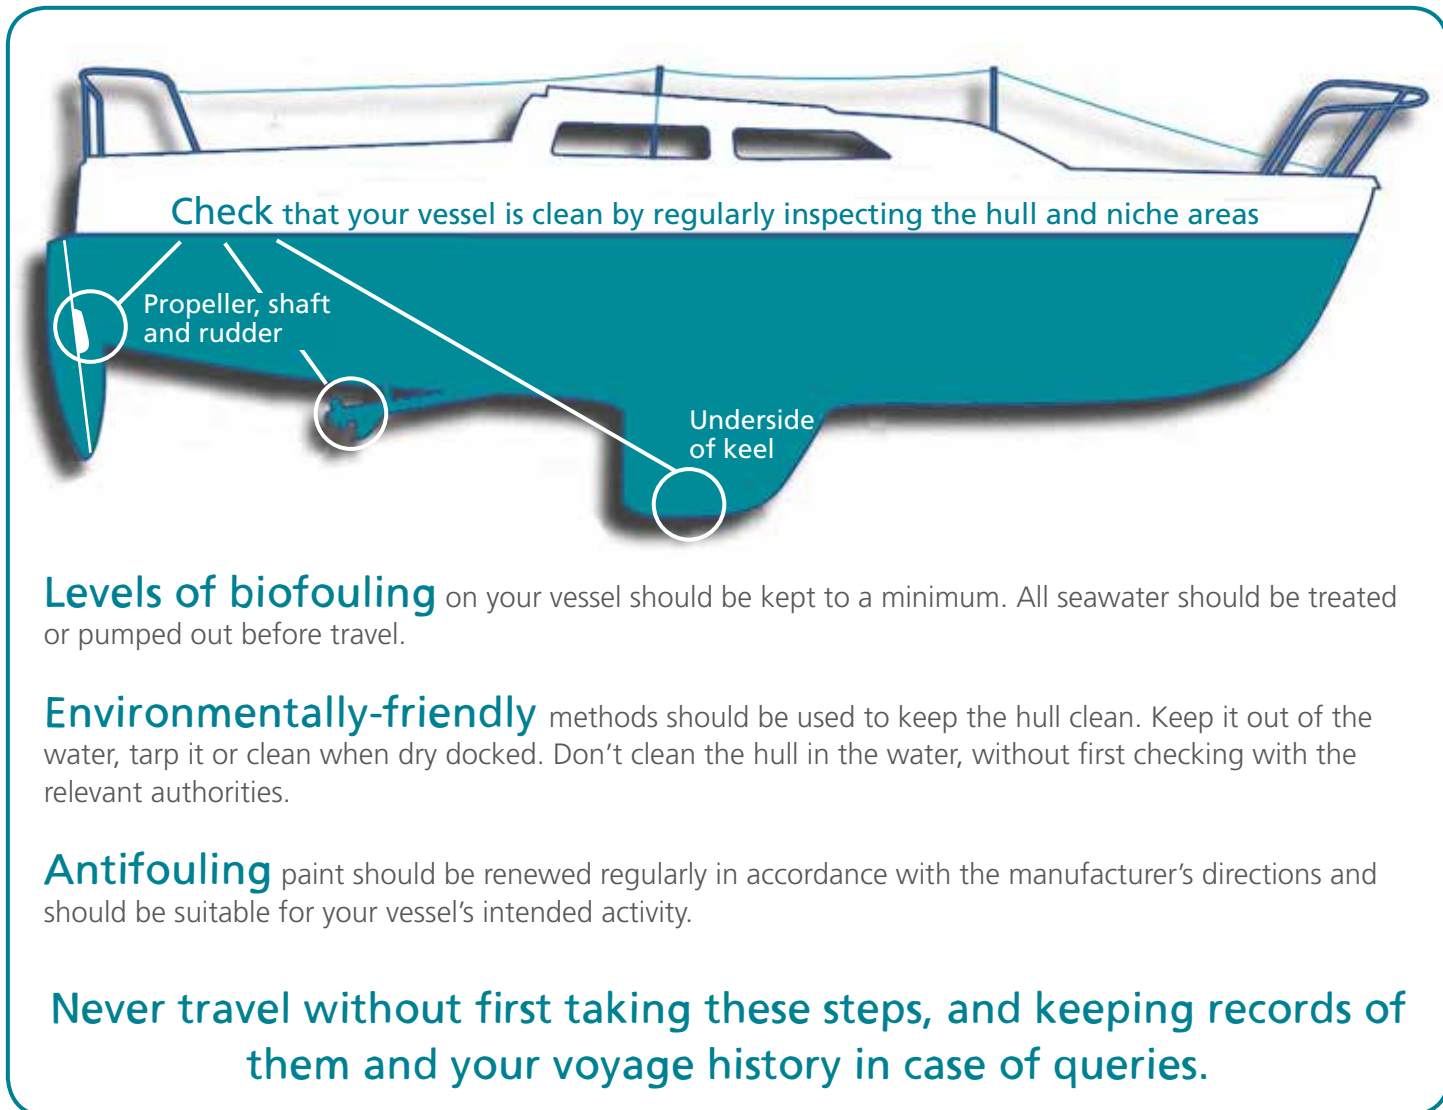 Check that your vessel is clean by regularly inspecting the hull and niche areas
Propeller, shaft
and rudder
Underside
of keel
Levels of biofouling on your vessel should be kept to a minimum. All seawater should be treated
or pumped out before travel.
Environmentally-friendly methods should be used to keep the hull clean. Keep it out of the
water, tarp it or clean when dry docked. Don’t clean the hull in the water, without first checking with the
relevant authorities.
Antifouling paint should be renewed regularly in accordance with the manufacturer’s directions and
should be suitable for your vessel’s intended activity.
Never travel without first taking these steps, and keeping records of
them and your voyage history in case of queries.